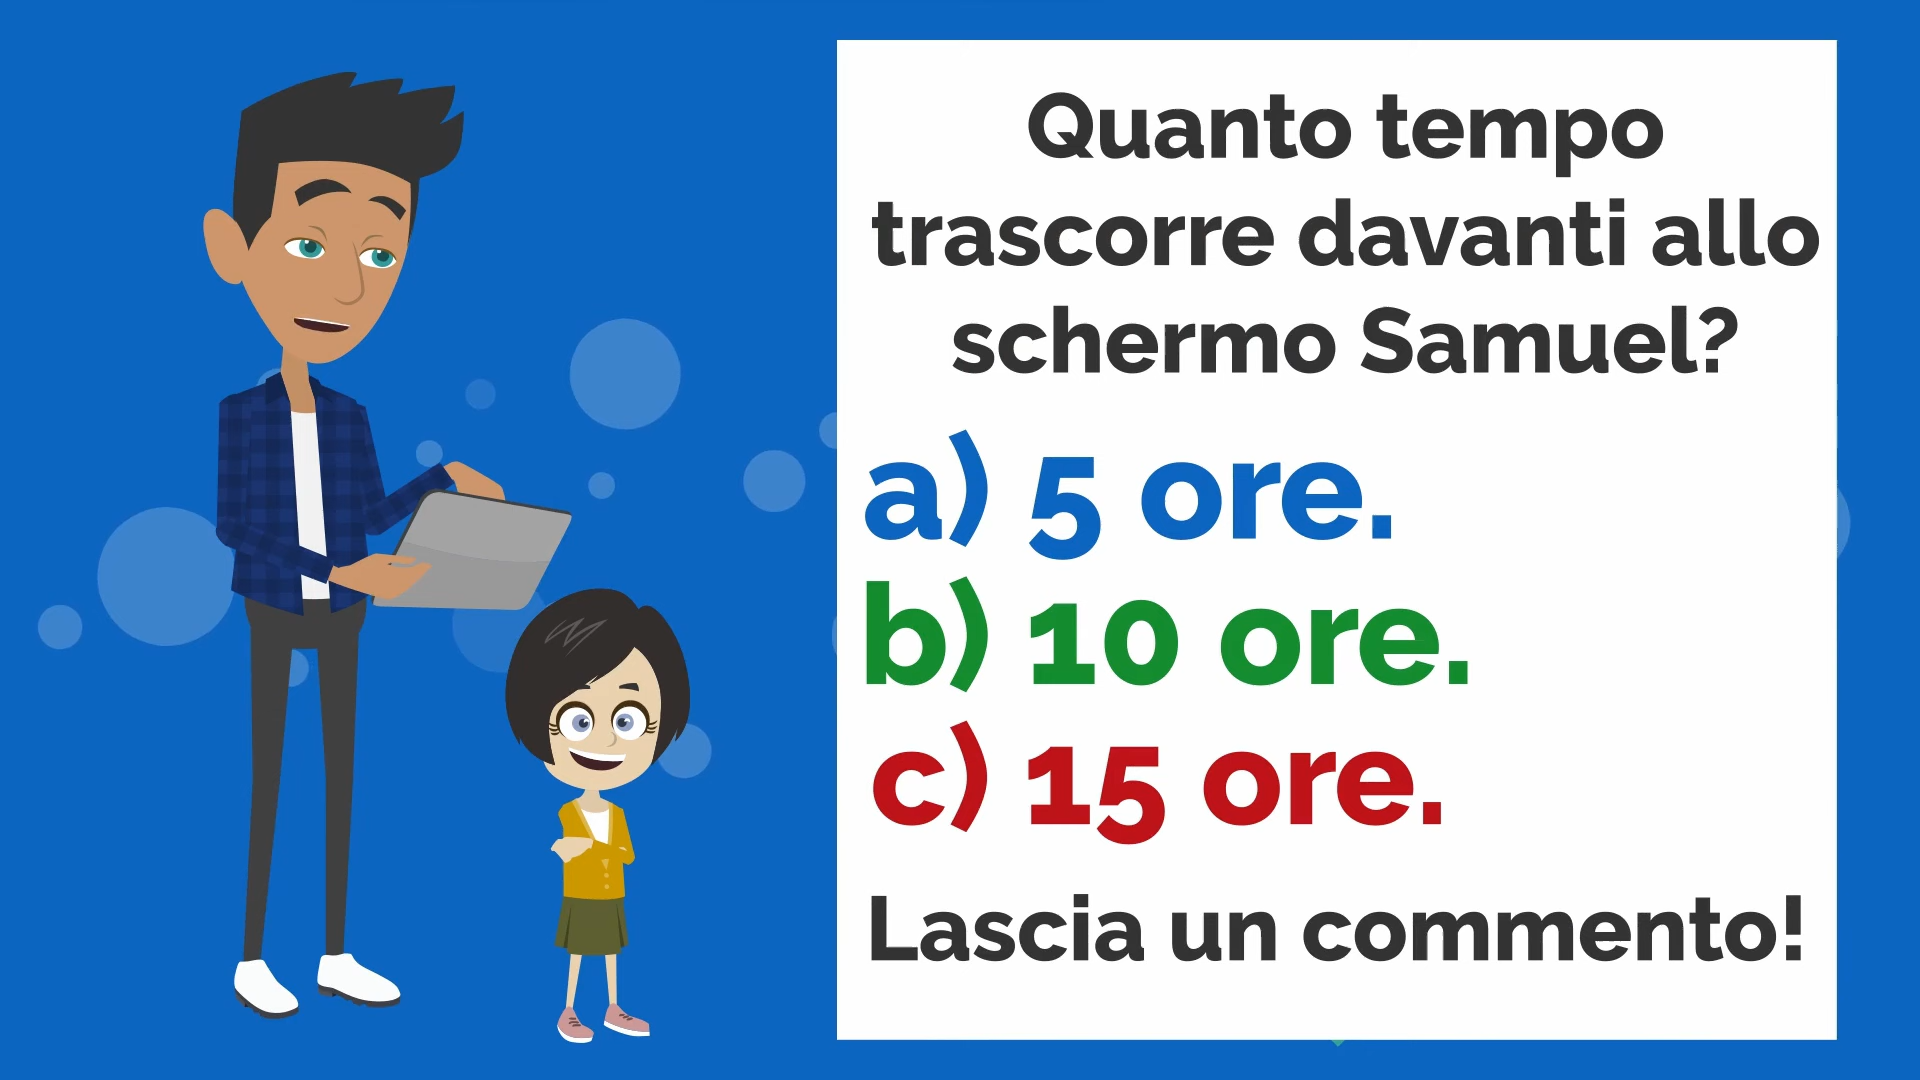 Quanto tempo
trascorre davanti allo
schermo Samuel?
a) 5 ore.
b) 10 ore.
c) 15 ore.
Lascia un commento!